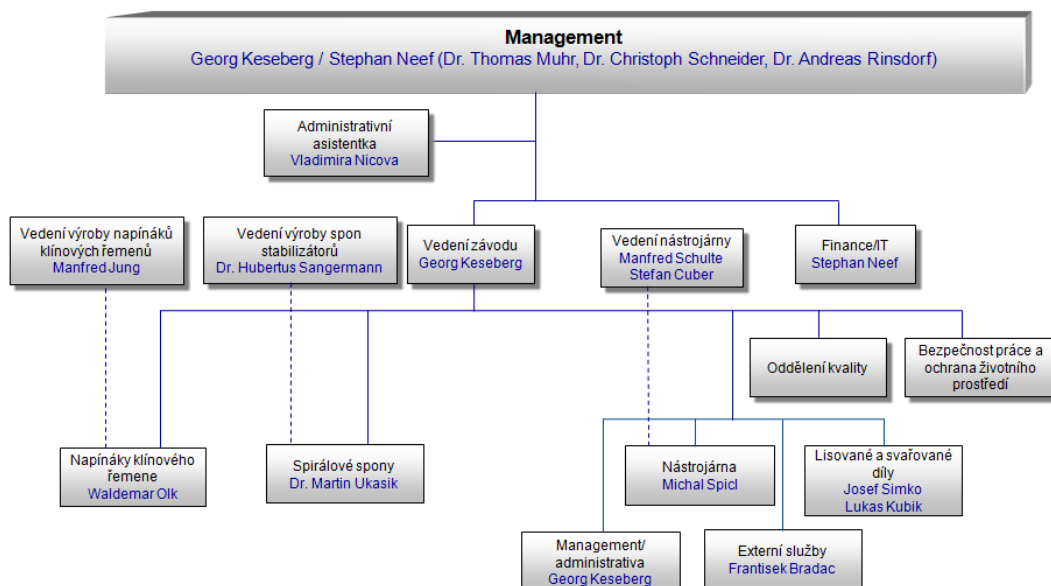 Management
Georg Keseberg / Stephan Neef (Dr. Thomas Muhr, Dr. Christoph Schneider, Dr. Andreas Rinsdorf)
Administrativní
asistentka
Vladimira Nicova
Vedení výroby napínáků
klínových řemenů
Manfred Jung
Vedení výroby spon
stabilizátorů
Dr. Hubertus Sangermann
Vedení závodu
Georg Keseberg
Vedení nástrojárny
Manfred Schulte
Stefan Cuber
Finance/IT
Stephan Neef
Oddělení kvality
Bezpečnost práce a
ochrana životního
prostředí
Napínáky klínového
řemene
Waldemar Olk
Spirálové spony
Dr. Martin Ukasik
Nástrojárna
Michal Spicl
Lisované a svařované
díly
Josef Simko
Lukas Kubik
Management/
administrativa
Georg Keseberg
Externí služby
Frantisek Bradac